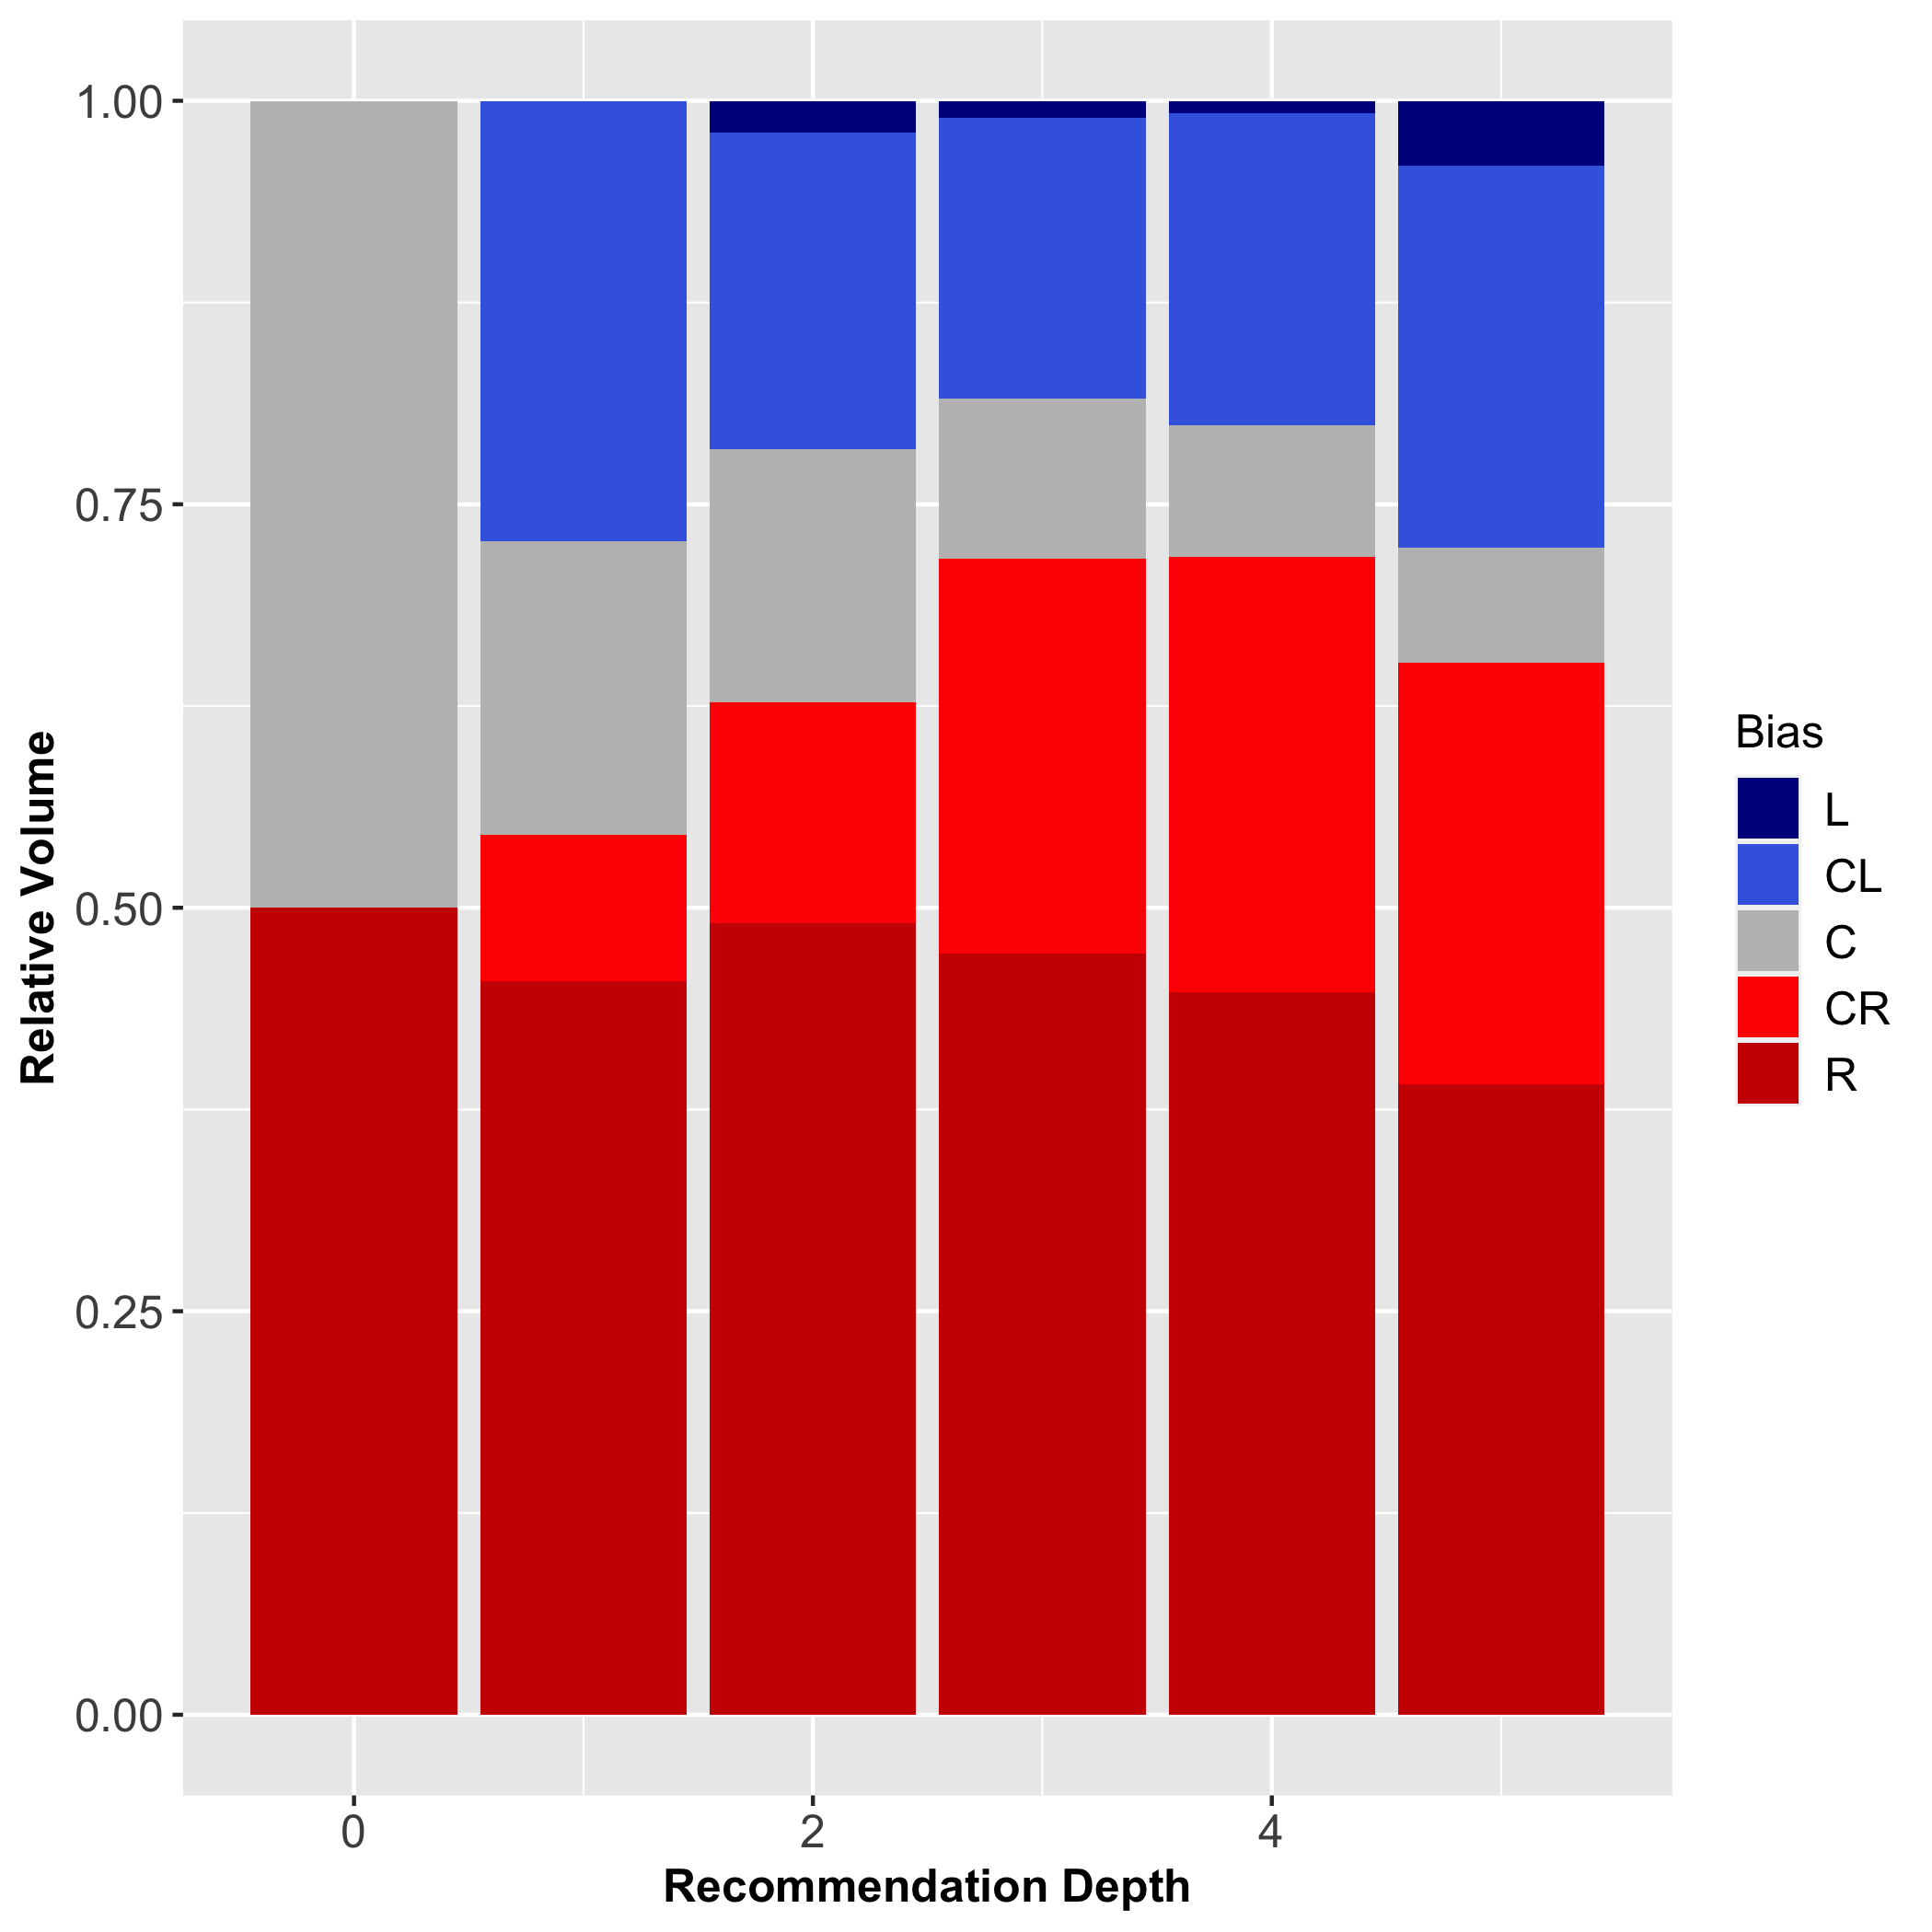 1.00
0.75
0.50
0.25
0.00
Relative Volume
0 2 4
Recommendation Depth
Bias
L
CL
C
CR
R